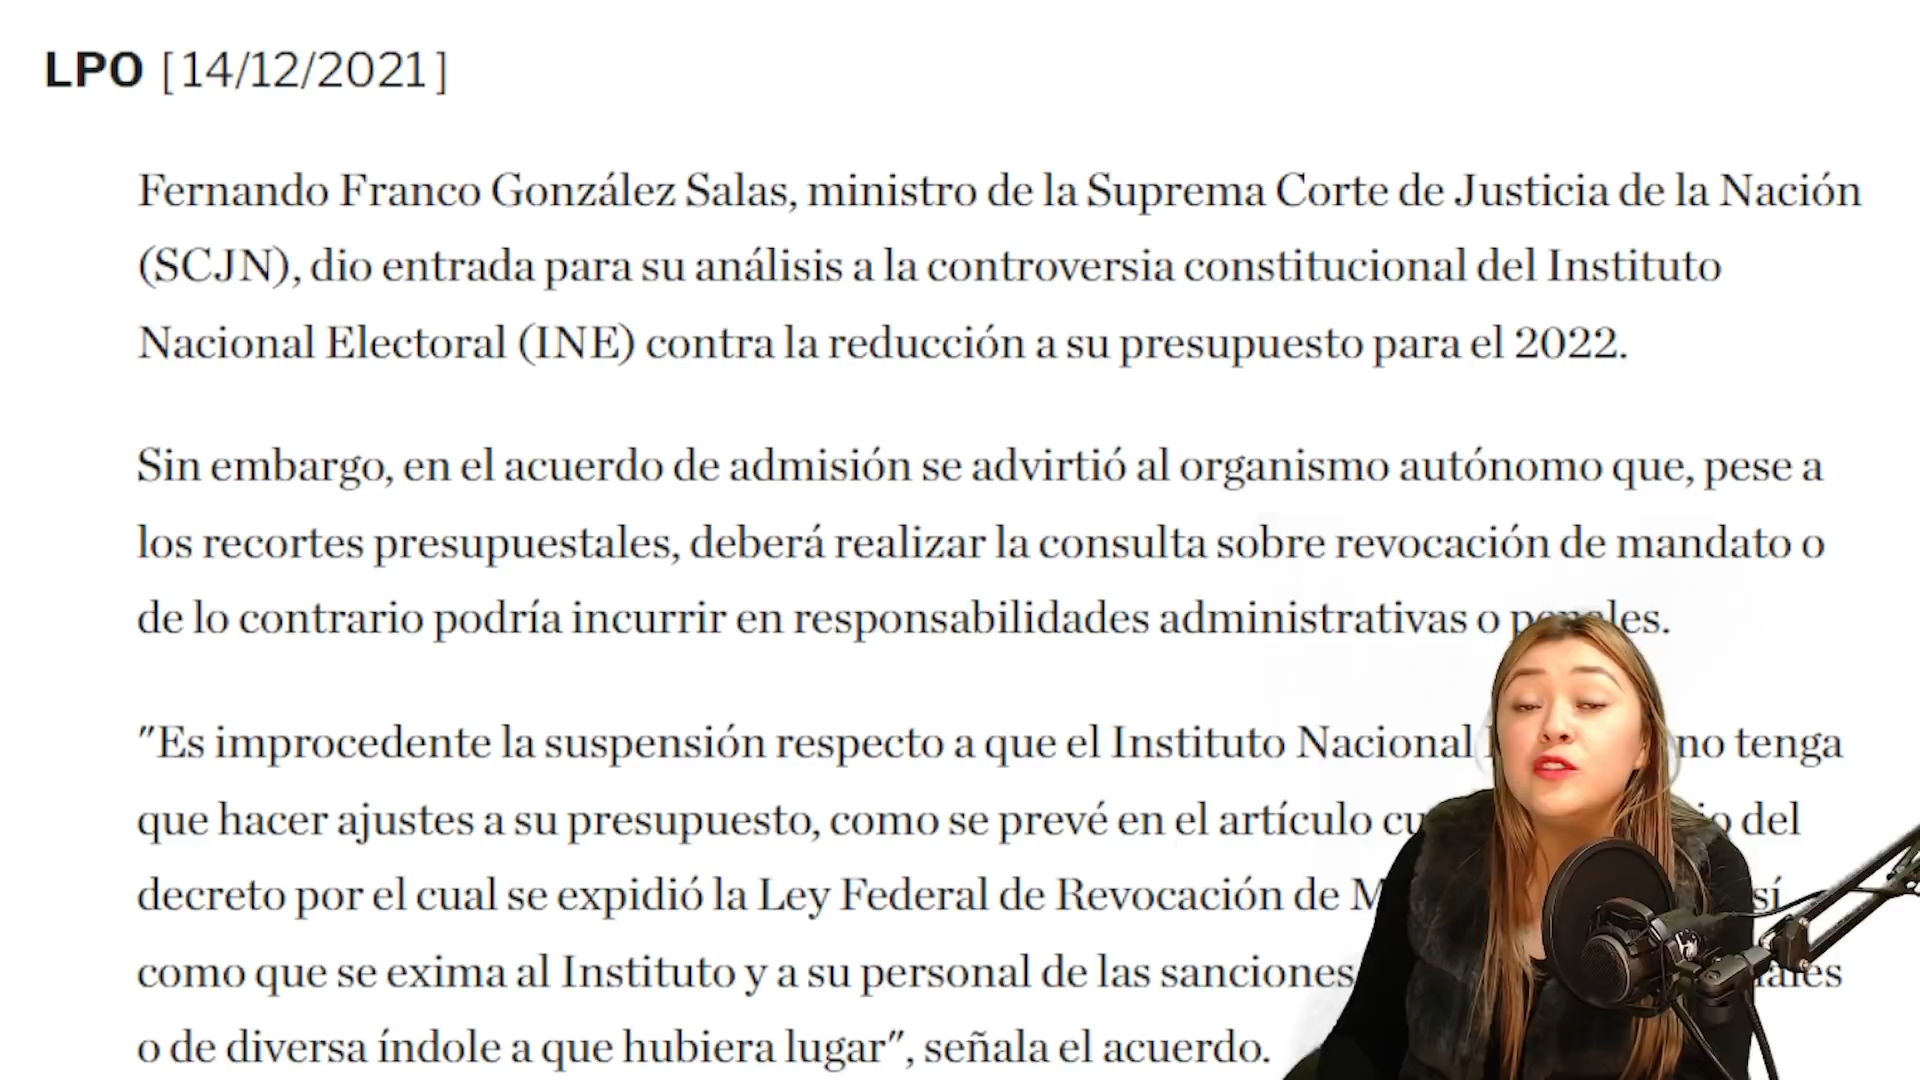 LPO [14/12/2021]
Fernando Franco González Salas, ministro de la Suprema Corte de Justicia de la Nación
(SCJN), dio entrada para su análisis a la controversia constitucional del Instituto
Nacional Electoral (INE) contra la reducción a su presupuesto para el 2022.
Sin embargo, en el acuerdo de admisión se advirtió al organismo autónomo que, pese a
los recortes presupuestales, deberá realizar la consulta sobre revocación de mandato o
de lo contrario podría incurrir en responsabilidades administrativas o penales.
"Es improcedente la suspensión respecto a que el Instituto Nacional no tenga
que hacer ajustes a su presupuesto, como se prevé en el artículo del
decreto por el cual se expidió la Ley Federal de Revocación de
como que se exima al Instituto y a su personal de las sanciones
o de diversa índole a que hubiera lugar", señala el acuerdo.